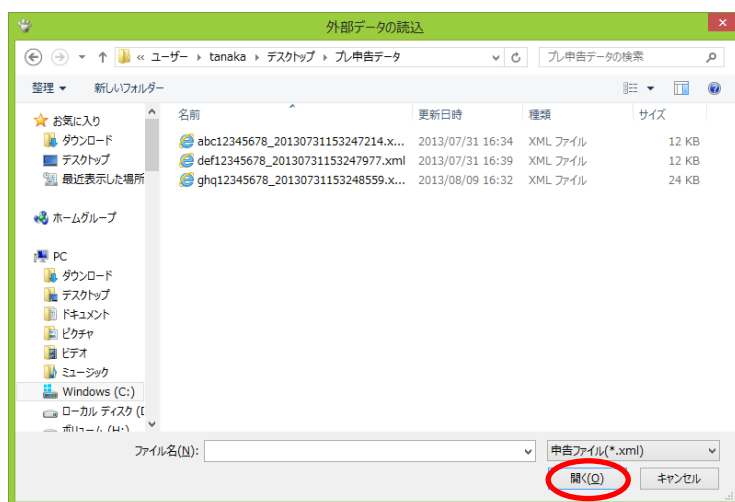 外部データの読込
« ユーザー ▸ tanaka ▸ デスクトップ ▸ プレ申告データ
プレ申告データの検索
整理 新しいフォルダー
名前 更新日時 種類 サイズ
abc12345678_20130731153247214.x... 2013/07/31 16:34 XML ファイル 12 KB
def12345678_20130731153247977.xml 2013/07/31 16:39 XML ファイル 12 KB
ghq12345678_20130731153248559.x... 2013/08/09 16:32 XML ファイル 24 KB
お気に入り
ダウンロード
デスクトップ
最近表示した場所
ホームグループ
PC
ダウンロード
デスクトップ
ドキュメント
ピクチャ
ビデオ
ミュージック
Windows (C:)
ローカル ディスク (
ボリューム (H:)
ファイル名(N):
申告ファイル(*.xml)
開く(O) キャンセル